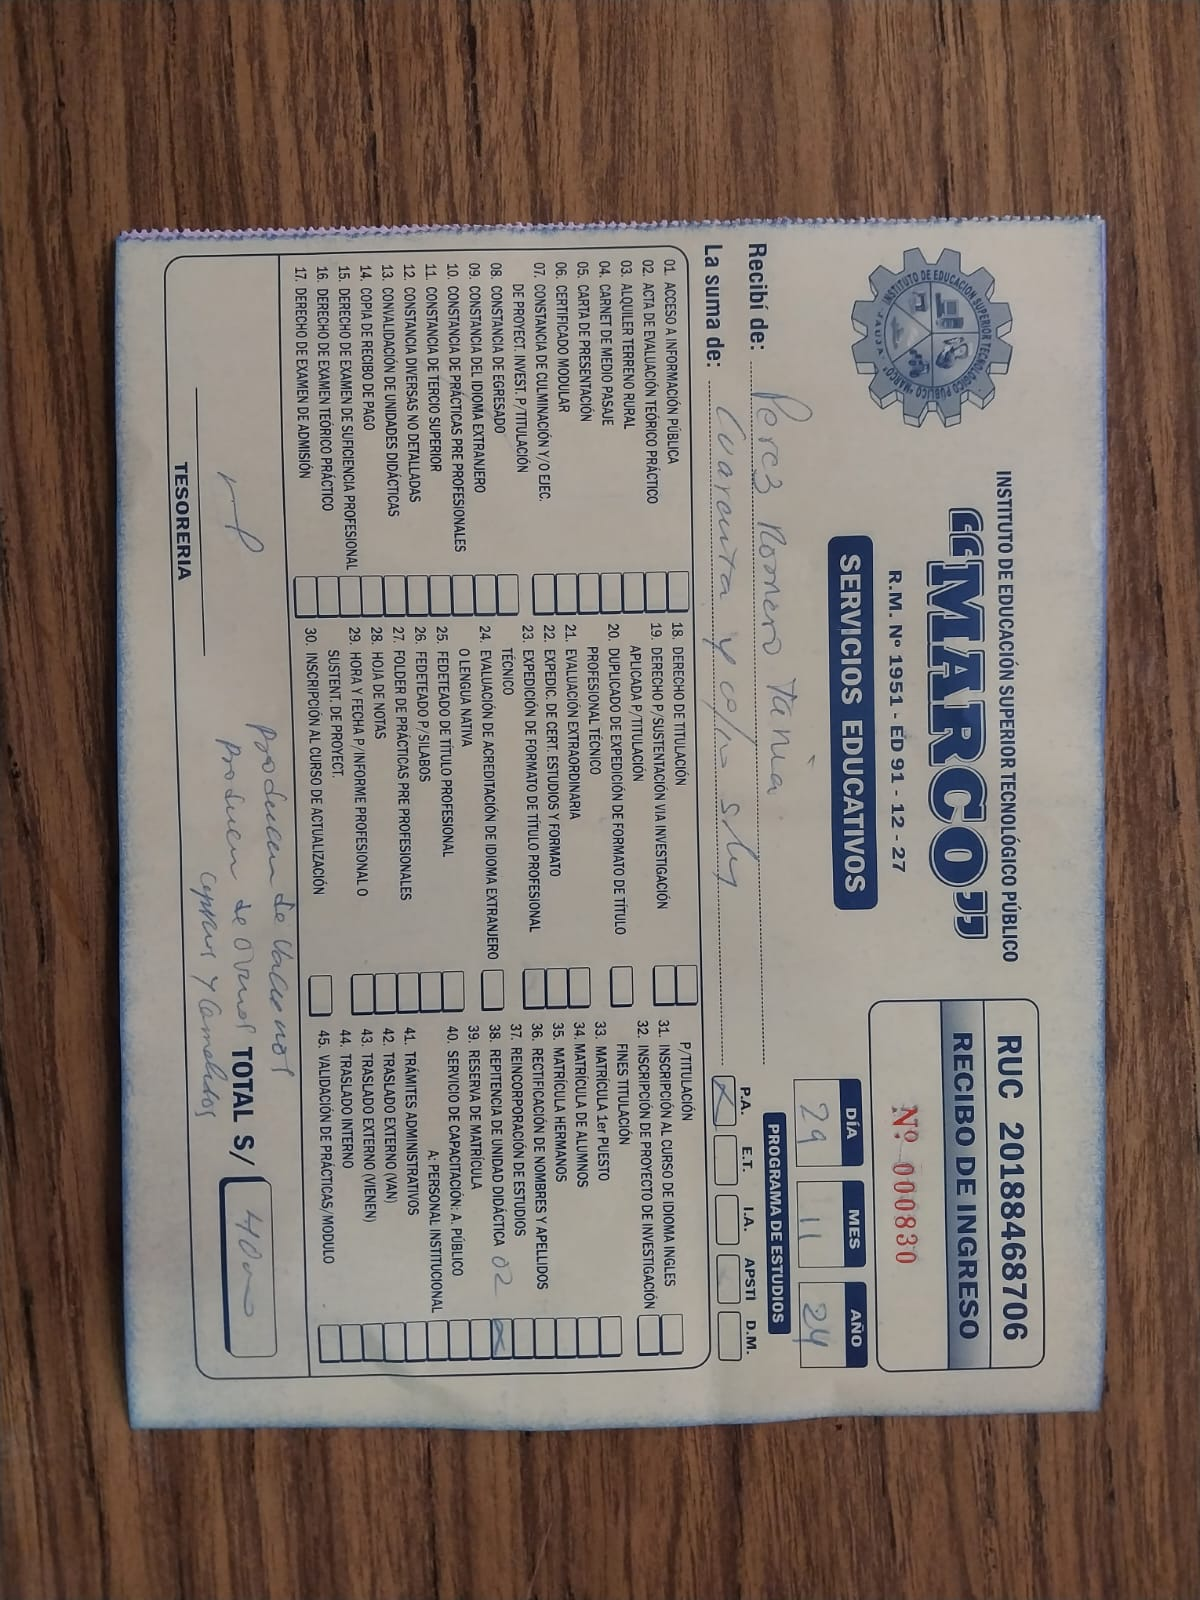 INSTITUTO DE EDUCACIÓN SUPERIOR TECNOLÓGICO PÚBLICO
"MARCO"
R.M. Nº 1951 - ED 91 - 12 - 27
SERVICIOS EDUCATIVOS
INSTITUTO DE EDUCACIÓN SUPERIOR TECNOLÓGICO PÚBLICO "MARCO"
JAUJA
RUC 20188468706
RECIBO DE INGRESO
Nº 000830
DÍA MES AÑO
29 11 24
PROGRAMA DE ESTUDIOS
P.A. E.T. I.A. APSTI D.M.
X
Recibí de: Perez Romero Tania
La suma de: Cuarenta y
01. ACCESO A INFORMACIÓN PÚBLICA
02. ACTA DE EVALUACIÓN TEÓRICO PRÁCTICO
03. ALQUILER TERRENO RURAL
04. CARNET DE MEDIO PASAJE
05. CARTA DE PRESENTACIÓN
06. CERTIFICADO MODULAR
07. CONSTANCIA DE CULMINACIÓN Y/O EJEC.
DE PROYECT. INVEST. P/TITULACIÓN
08. CONSTANCIA DE EGRESADO
09. CONSTANCIA DEL IDIOMA EXTRANJERO
10. CONSTANCIA DE PRÁCTICAS PRE PROFESIONALES
11. CONSTANCIA DE TERCIO SUPERIOR
12. CONSTANCIA DIVERSAS NO DETALLADAS
13. CONVALIDACIÓN DE UNIDADES DIDÁCTICAS
14. COPIA DE RECIBO DE PAGO
15. DERECHO DE EXAMEN DE SUFICIENCIA PROFESIONAL
16. DERECHO DE EXAMEN TEÓRICO PRÁCTICO
17. DERECHO DE EXAMEN DE ADMISIÓN
18. DERECHO DE TITULACIÓN
19. DERECHO P/SUSTENTACIÓN VIA INVESTIGACIÓN
APLICADA P/TITULACIÓN
20. DUPLICADO DE EXPEDICIÓN DE FORMATO DE TÍTULO
PROFESIONAL TÉCNICO
21. EVALUACIÓN EXTRAORDINARIA
22. EXPEDIC. DE CERT. ESTUDIOS Y FORMATO
23. EXPEDICIÓN DE FORMATO DE TÍTULO PROFESIONAL
TÉCNICO
24. EVALUACIÓN DE ACREDITACIÓN DE IDIOMA EXTRANJERO
O LENGUA NATIVA
25. FEDETEADO DE TÍTULO PROFESIONAL
26. FEDETEADO P/SILABOS
27. FOLDER DE PRÁCTICAS PRE PROFESIONALES
28. HOJA DE NOTAS
29. HORA Y FECHA P/INFORME PROFESIONAL O
SUSTENT. DE PROYECT.
30. INSCRIPCIÓN AL CURSO DE ACTUALIZACIÓN
P/TITULACIÓN
31. INSCRIPCIÓN AL CURSO DE IDIOMA INGLES
32. INSCRIPCIÓN DE PROYECTO DE INVESTIGACIÓN
FINES TITULACIÓN
33. MATRÍCULA 1er PUESTO
34. MATRÍCULA DE ALUMNOS
35. MATRÍCULA HERMANOS
36. RECTIFICACIÓN DE NOMBRES Y APELLIDOS
37. REINCORPORACIÓN DE ESTUDIOS
38. REPITENCIA DE UNIDAD DIDÁCTICA 02 X
39. RESERVA DE MATRÍCULA
40. SERVICIO DE CAPACITACIÓN: A. PÚBLICO
A: PERSONAL INSTITUCIONAL
41. TRÁMITES ADMINISTRATIVOS
42. TRASLADO EXTERNO (VAN)
43. TRASLADO EXTERNO (VIENEN)
44. TRASLADO INTERNO
45. VALIDACIÓN DE PRÁCTICAS/MODULO
de
de
y
TESORERIA
TOTAL S/ 40